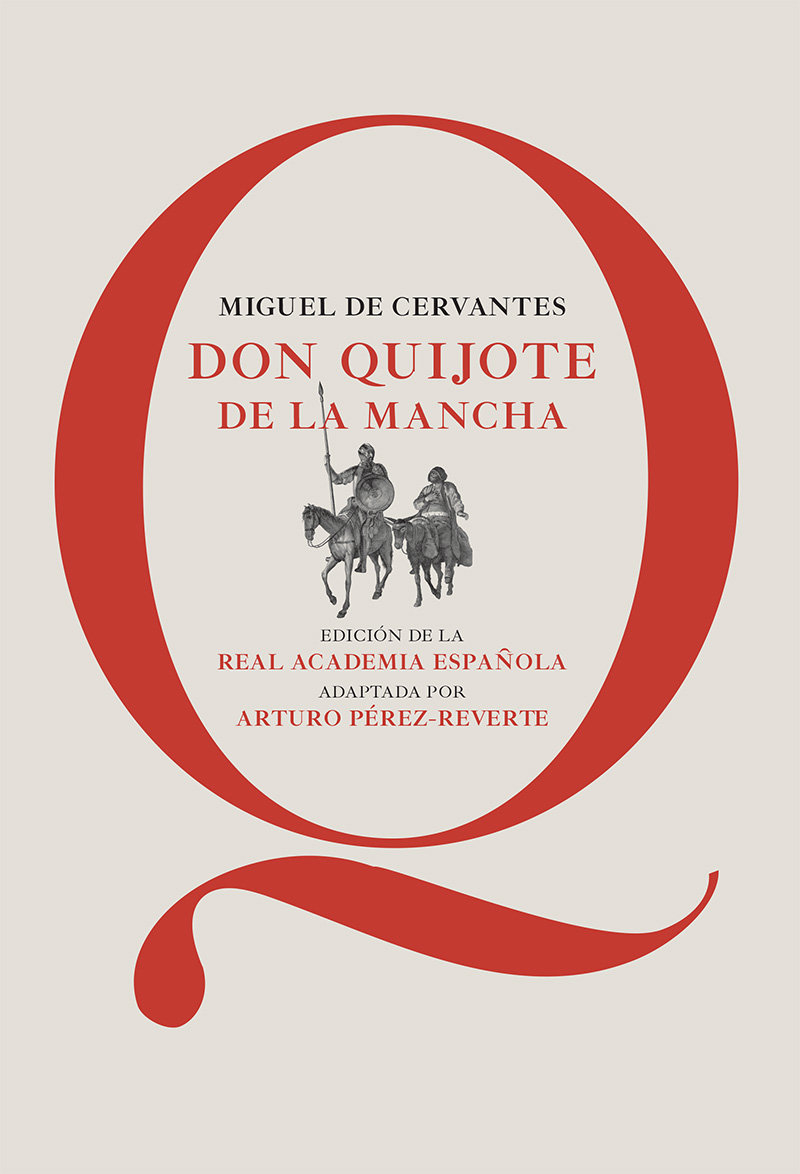 MIGUEL DE CERVANTES
DON QUIJOTE
DE LA MANCHA
EDICIÓN DE LA
REAL ACADEMIA ESPAÑOLA
ADAPTADA POR
ARTURO PÉREZ-REVERTE
Q